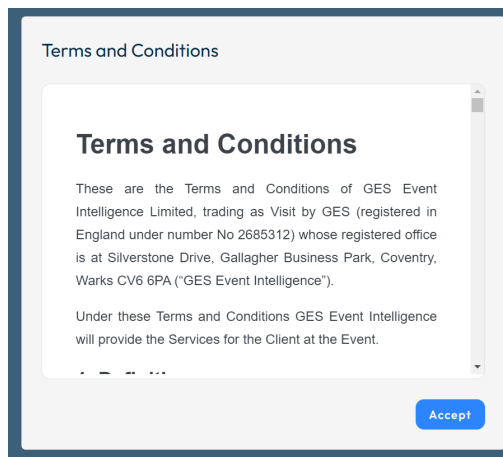 Terms and Conditions
Terms and Conditions
These are the Terms and Conditions of GES Event
Intelligence Limited, trading as Visit by GES (registered in
England under number No 2685312) whose registered office
is at Silverstone Drive, Gallagher Business Park, Coventry,
Warks CV6 6PA (“GES Event Intelligence”).
Under these Terms and Conditions GES Event Intelligence
will provide the Services for the Client at the Event.
Accept